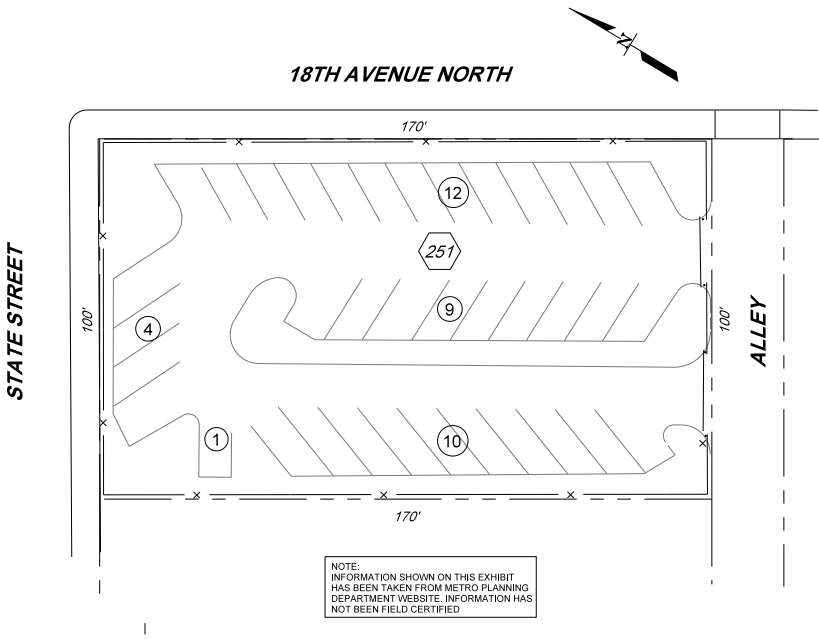 N
18TH AVENUE NORTH
170'
12
251
STATE STREET
100'
4
9
100'
ALLEY
1
10
170'
NOTE:
INFORMATION SHOWN ON THIS EXHIBIT
HAS BEEN TAKEN FROM METRO PLANNING
DEPARTMENT WEBSITE. INFORMATION HAS
NOT BEEN FIELD CERTIFIED